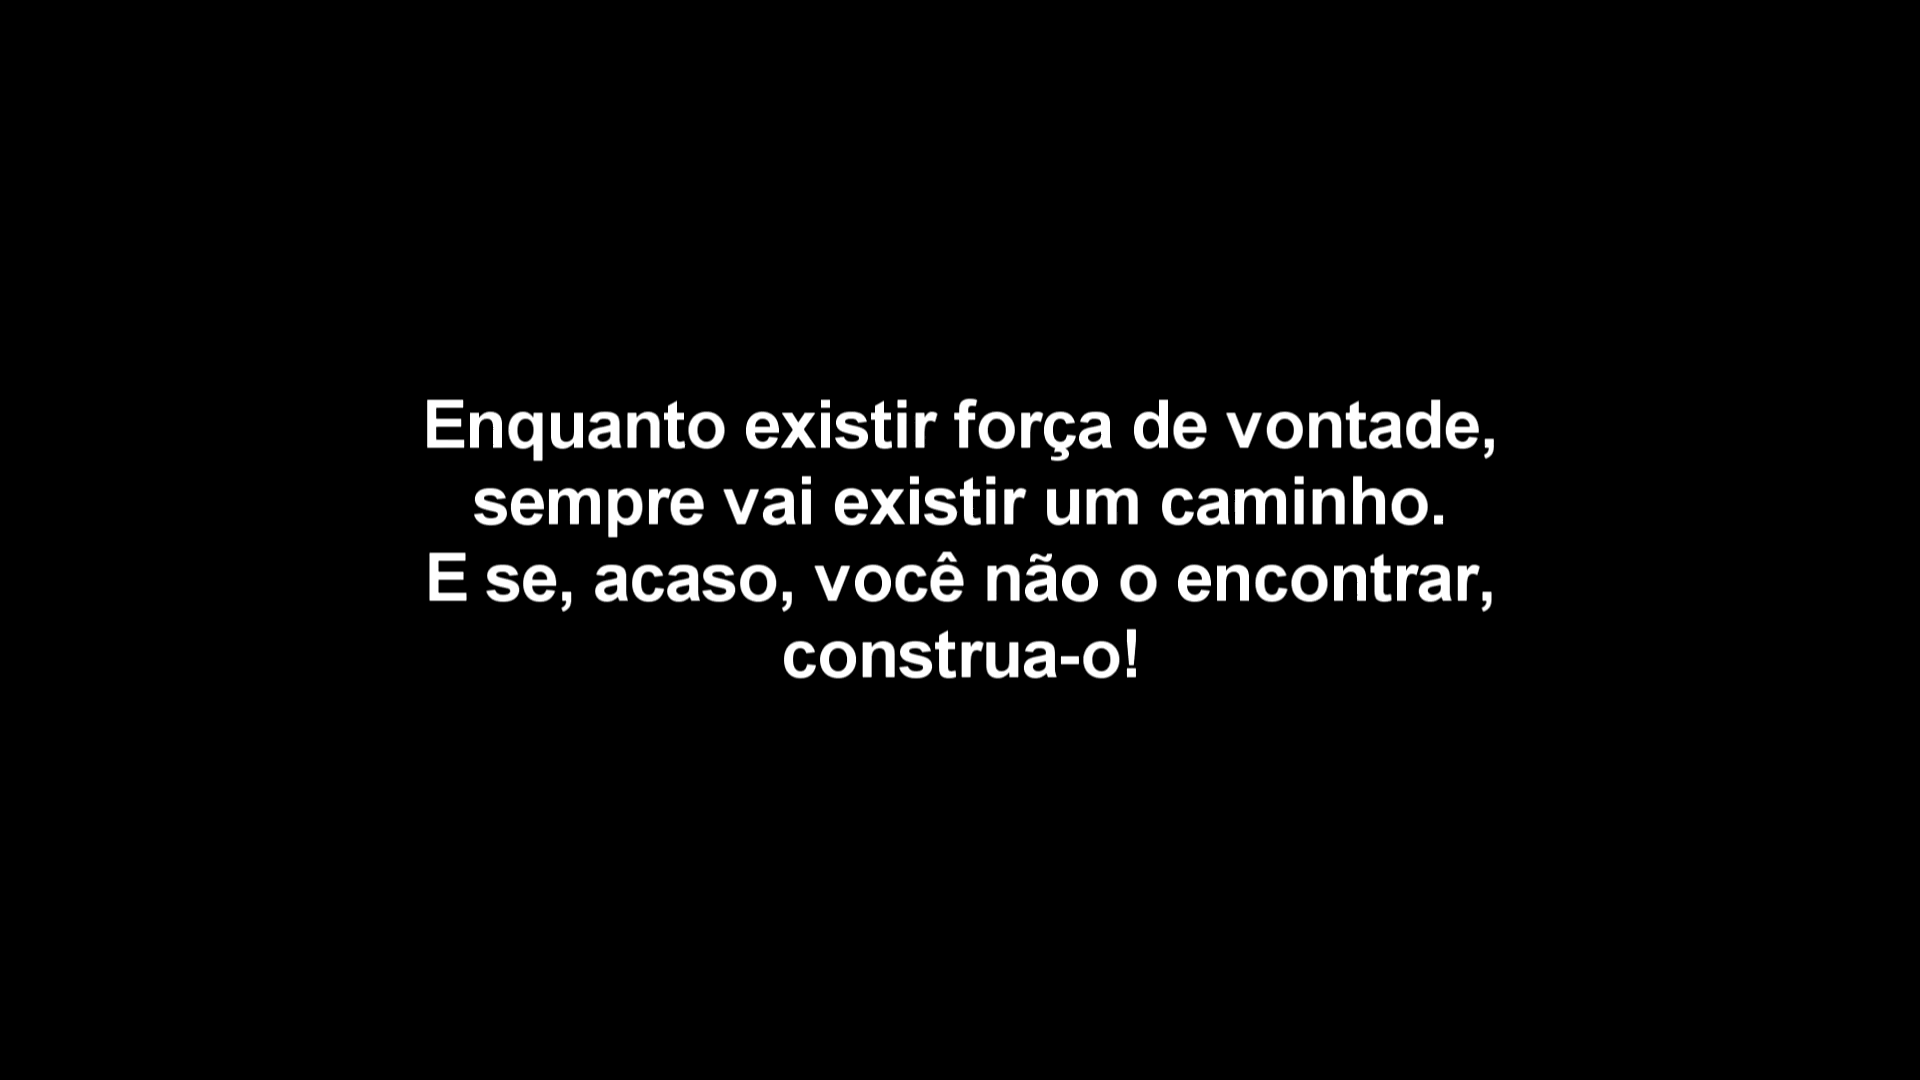 Enquanto existir força de vontade,
sempre vai existir um caminho.
E se, acaso, você não o encontrar,
construa-o!